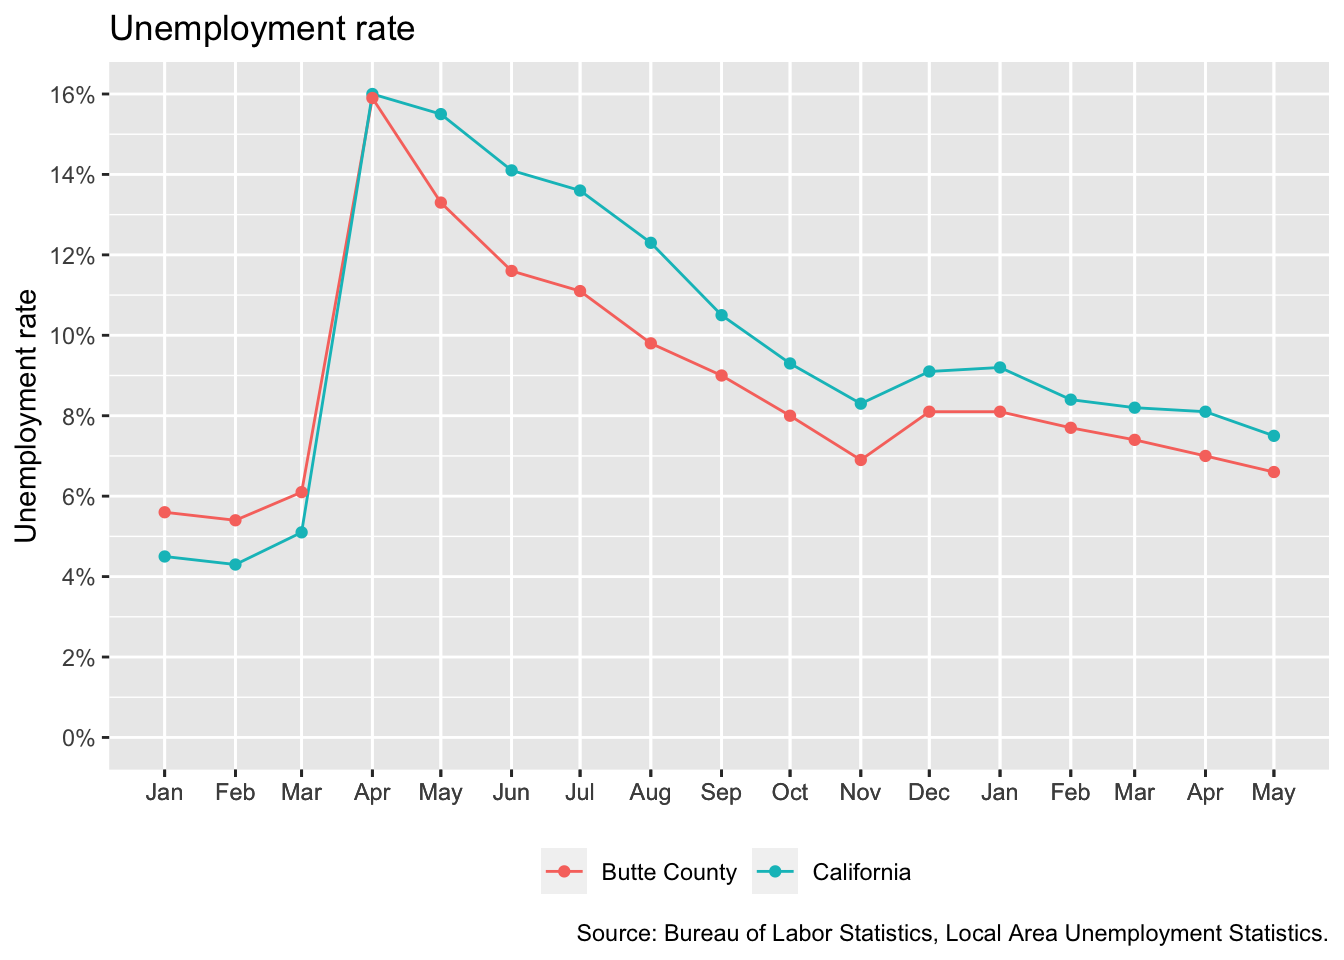 Unemployment rate
Unemployment rate
16%
14%
12%
10%
8%
6%
4%
2%
0%
Jan Feb Mar Apr May Jun Jul Aug Sep Oct Nov Dec Jan Feb Mar Apr May
Butte County California
Source: Bureau of Labor Statistics, Local Area Unemployment Statistics.